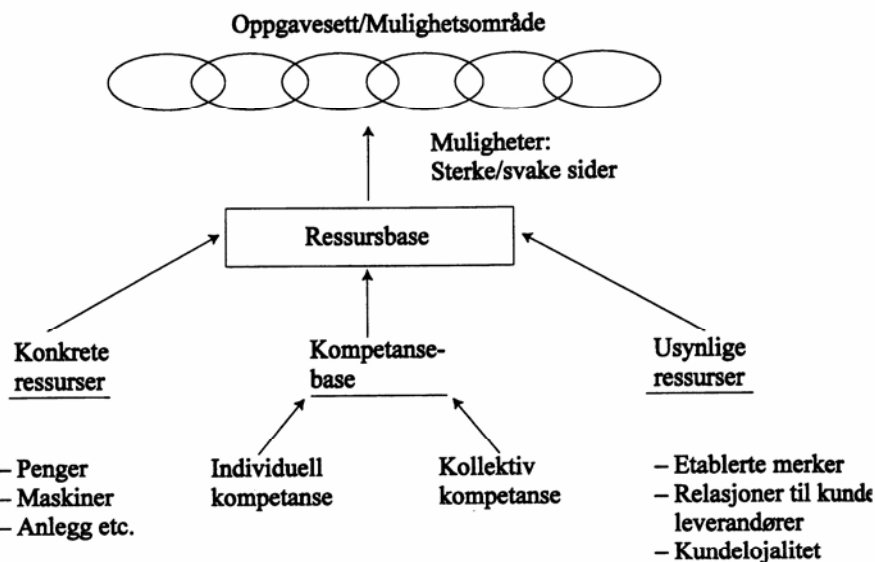 Oppgavesett/Mulighetsområde
Muligheter:
Sterke/svake sider
Ressursbase
Konkrete
ressurser
Kompetanse-
base
Usynlige
ressurser
– Penger
– Maskiner
– Anlegg etc.
Individuell
kompetanse
Kollektiv
kompetanse
– Etablerte merker
– Relasjoner til kunde
leverandører
– Kundelojalitet